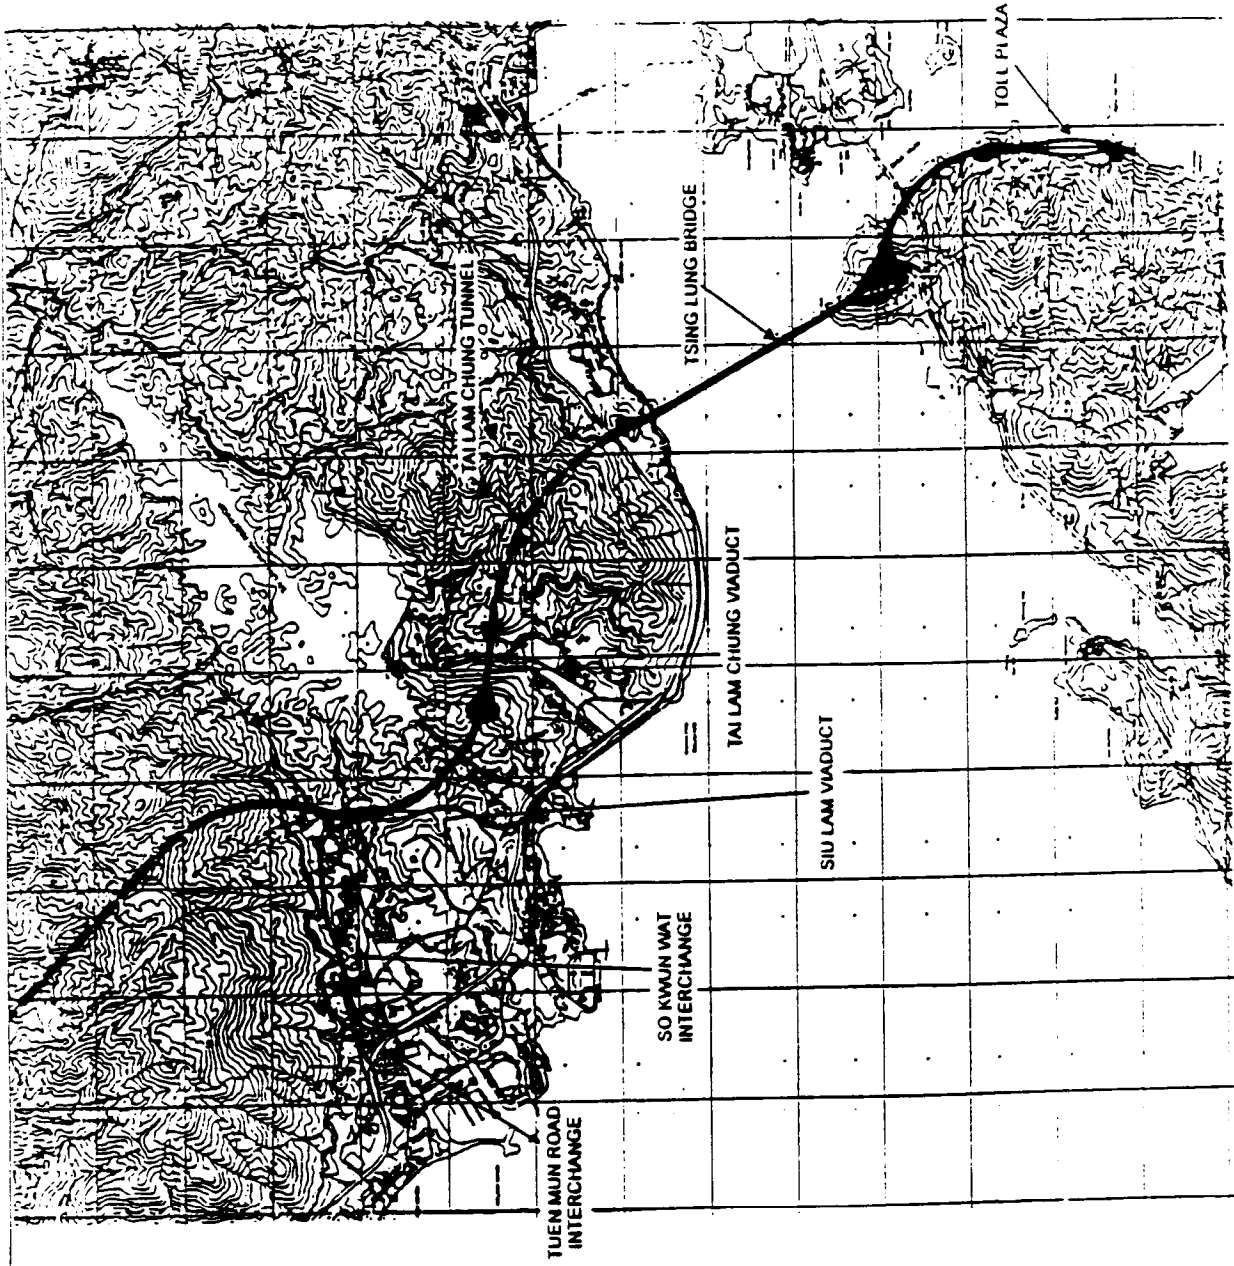 TOLL PLAZA
TSING LUNG BRIDGE
TAI LAM CHUNG TUNNEL
TAI LAM CHUNG VIADUCT
SIU LAM VIADUCT
SO KWUN WAT
INTERCHANGE
TUEN MUN ROAD
INTERCHANGE